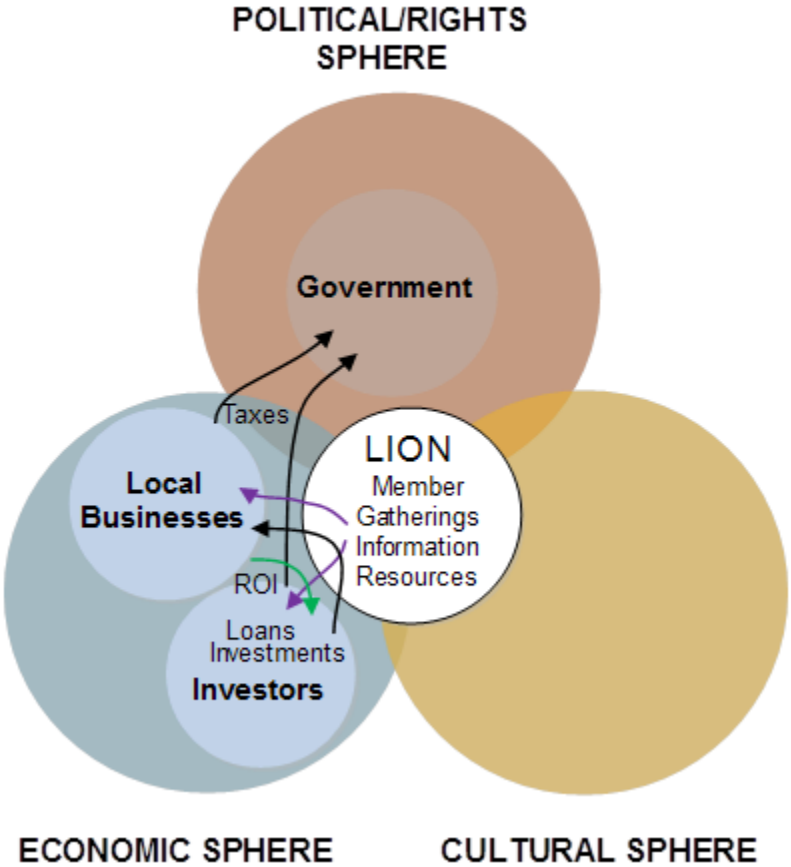 POLITICAL/RIGHTS
SPHERE
Government
Taxes
LION
Member
Gatherings
Information
Resources
Local
Businesses
ROI
Loans
Investments
Investors
ECONOMIC SPHERE
CULTURAL SPHERE